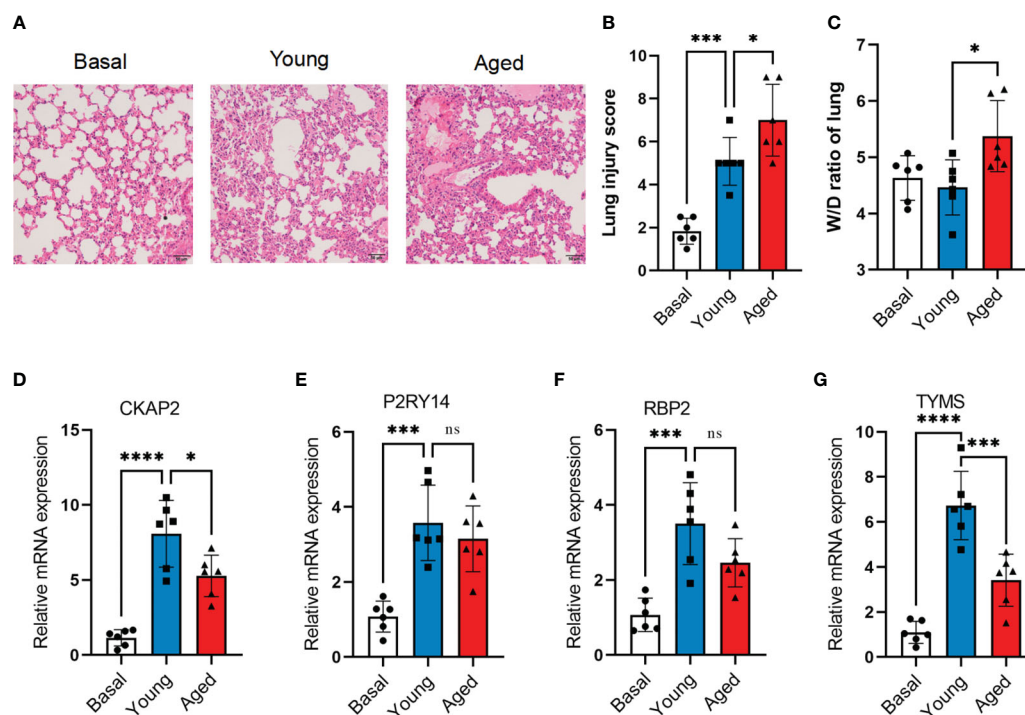 A
Basal
Young
Aged
B
Lung injury score
10
8
6
4
2
0
***
*
Basal
Young
Aged
C
W/D ratio of lung
7
6
5
4
3
*
Basal
Young
Aged
D
CKAP2
Relative mRNA expression
15
10
5
0
****
*
Basal
Young
Aged
E
P2RY14
Relative mRNA expression
6
4
2
0
***
ns
Basal
Young
Aged
F
RBP2
Relative mRNA expression
6
4
2
0
***
ns
Basal
Young
Aged
G
TYMS
Relative mRNA expression
10
8
6
4
2
0
****
***
Basal
Young
Aged